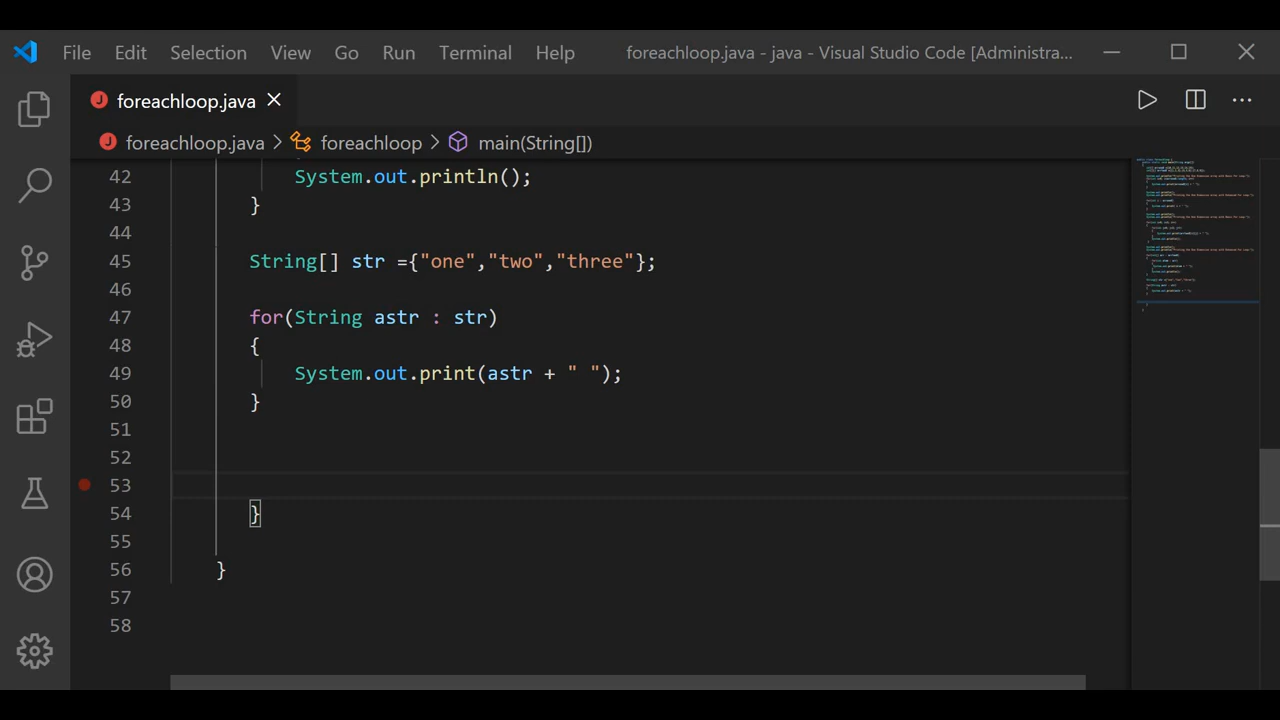 File Edit Selection View Go Run Terminal Help foreachloop.java - java - Visual Studio Code [Administra...
foreachloop.java
foreachloop.java > foreachloop > main(String[])
42 System.out.println();
43 }
44
45 String[] str ={"one","two","three"};
46
47 for(String astr : str)
48 {
49 System.out.print(astr + " ");
50 }
51
52
53
54 }
55
56 }
57
58